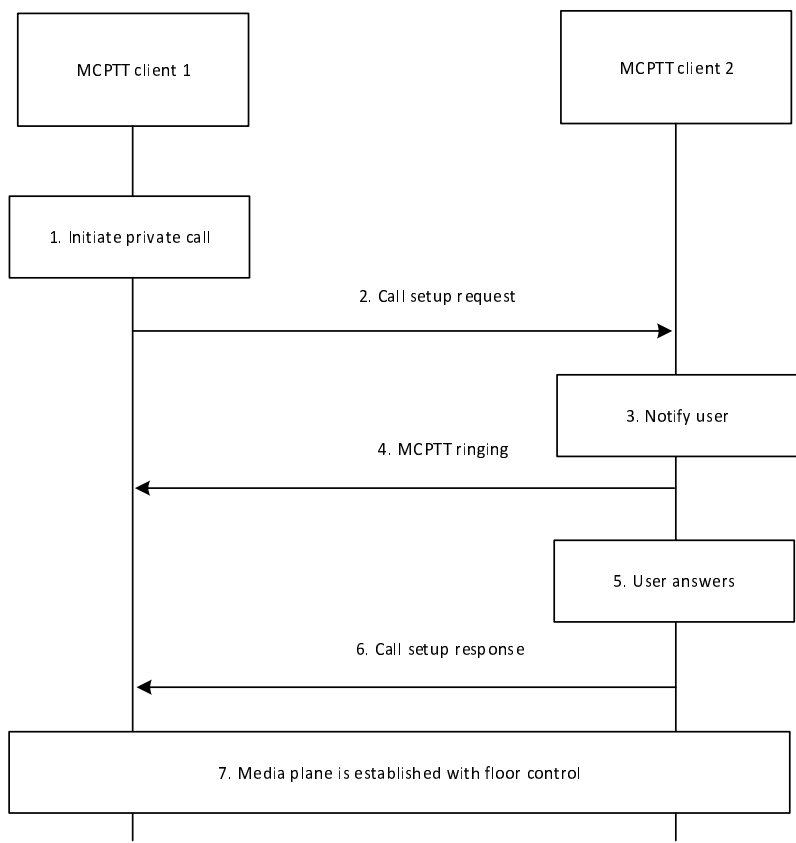 MCPTT client 1
MCPTT client 2
1. Initiate private call
2. Call setup request
3. Notify user
4. MCPTT ringing
5. User answers
6. Call setup response
7. Media plane is established with floor control